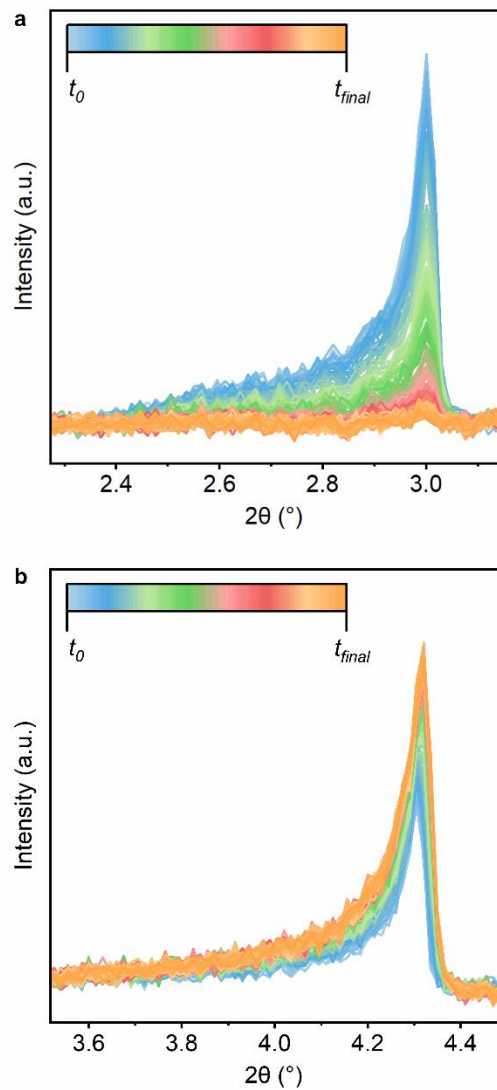 a
t0 tfinal
Intensity (a.u.)
2.4 2.6 2.8 3.0
2θ (°)
b
t0 tfinal
Intensity (a.u.)
3.6 3.8 4.0 4.2 4.4
2θ (°)